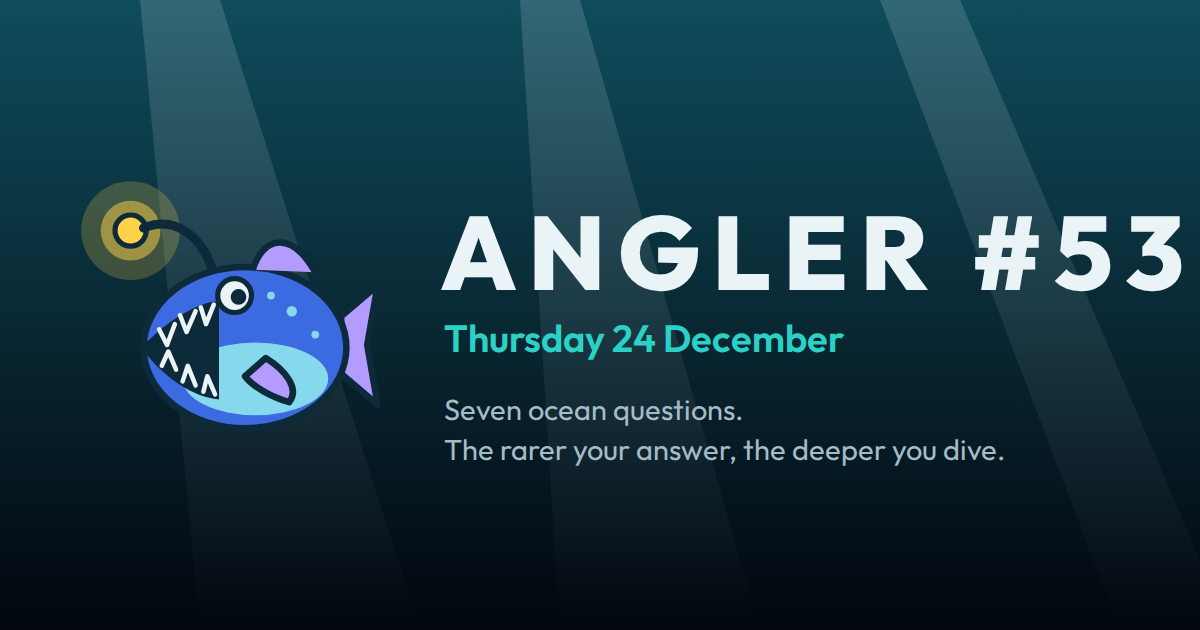 ANGLER #53
Thursday 24 December
Seven ocean questions.
The rarer your answer, the deeper you dive.